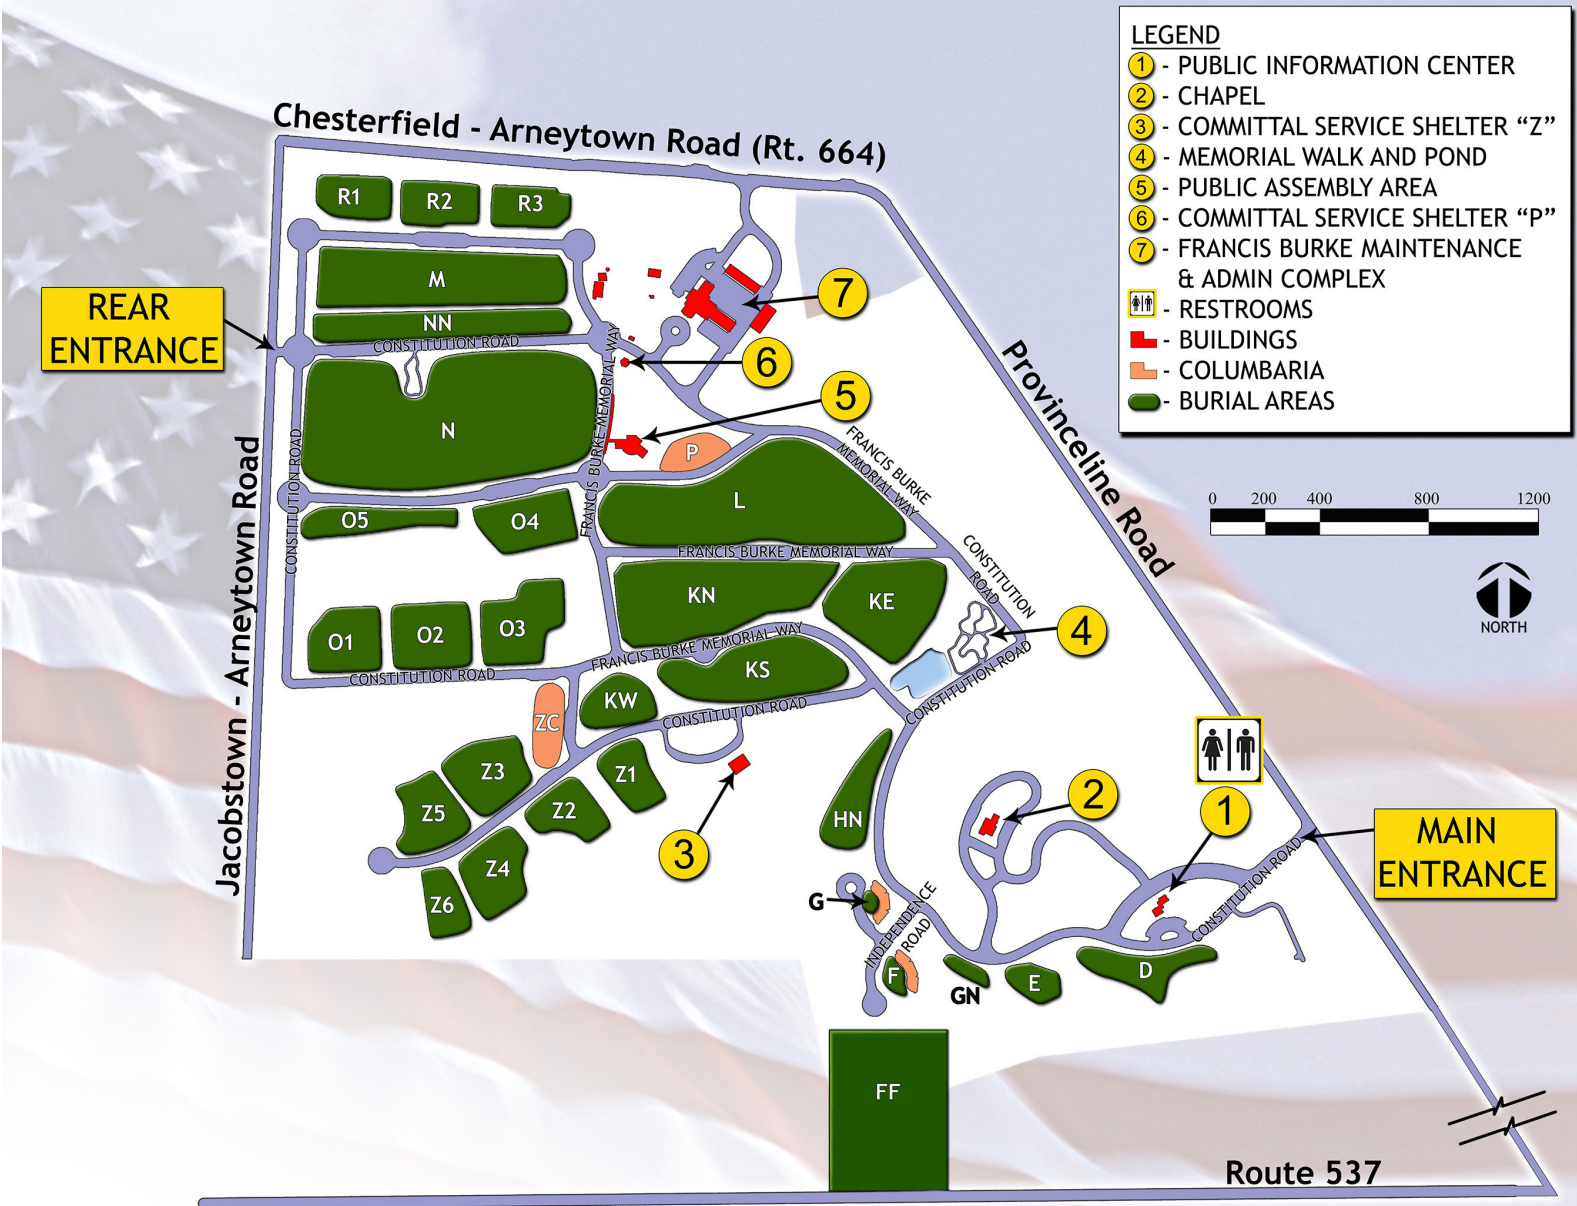 LEGEND
1 - PUBLIC INFORMATION CENTER
2 - CHAPEL
3 - COMMITTAL SERVICE SHELTER “Z”
4 - MEMORIAL WALK AND POND
5 - PUBLIC ASSEMBLY AREA
6 - COMMITTAL SERVICE SHELTER “P”
7 - FRANCIS BURKE MAINTENANCE
& ADMIN COMPLEX
- RESTROOMS
- BUILDINGS
- COLUMBARIA
- BURIAL AREAS
Chesterfield - Arneytown Road (Rt. 664)
R1
R2
R3
M
NN
CONSTITUTION ROAD
REAR
ENTRANCE
7
6
5
N
P
FRANCIS BURKE MEMORIAL WAY
CONSTITUTION ROAD
Jacobstown - Arneytown Road
Provinceline Road
FRANCIS BURKE
MEMORIAL WAY
0 200 400 800 1200
NORTH
L
O5
O4
FRANCIS BURKE MEMORIAL WAY
CONSTITUTION
ROAD
KN
KE
O1
O2
O3
4
FRANCIS BURKE MEMORIAL WAY
KS
CONSTITUTION ROAD
CONSTITUTION ROAD
KW
CONSTITUTION ROAD
ZC
Z3
Z1
Z5
Z2
Z4
Z6
3
HN
2
1
MAIN
ENTRANCE
CONSTITUTION ROAD
G
INDEPENDENCE
ROAD
F
GN
E
D
FF
Route 537